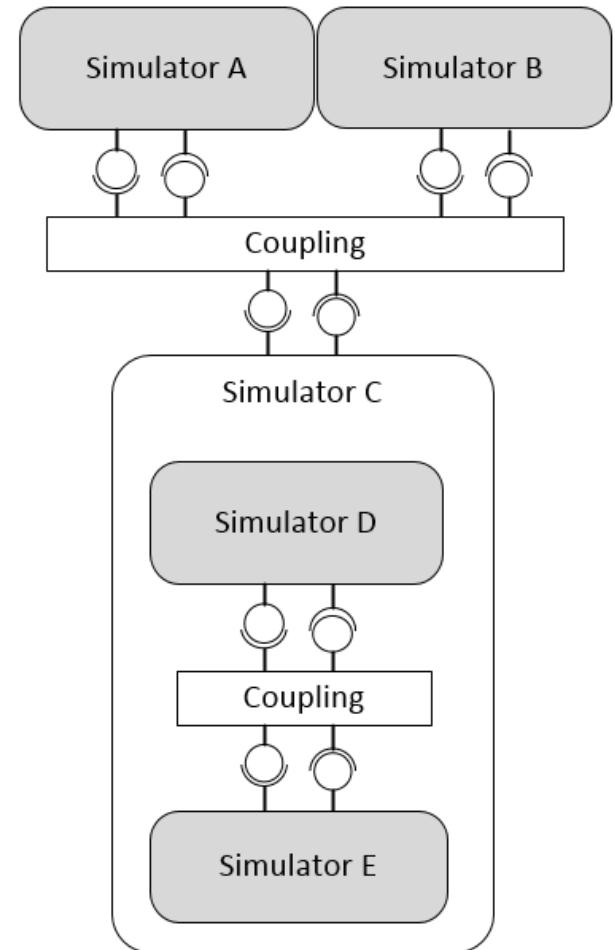 Simulator A
Simulator B
Coupling
Simulator C
Simulator D
Coupling
Simulator E